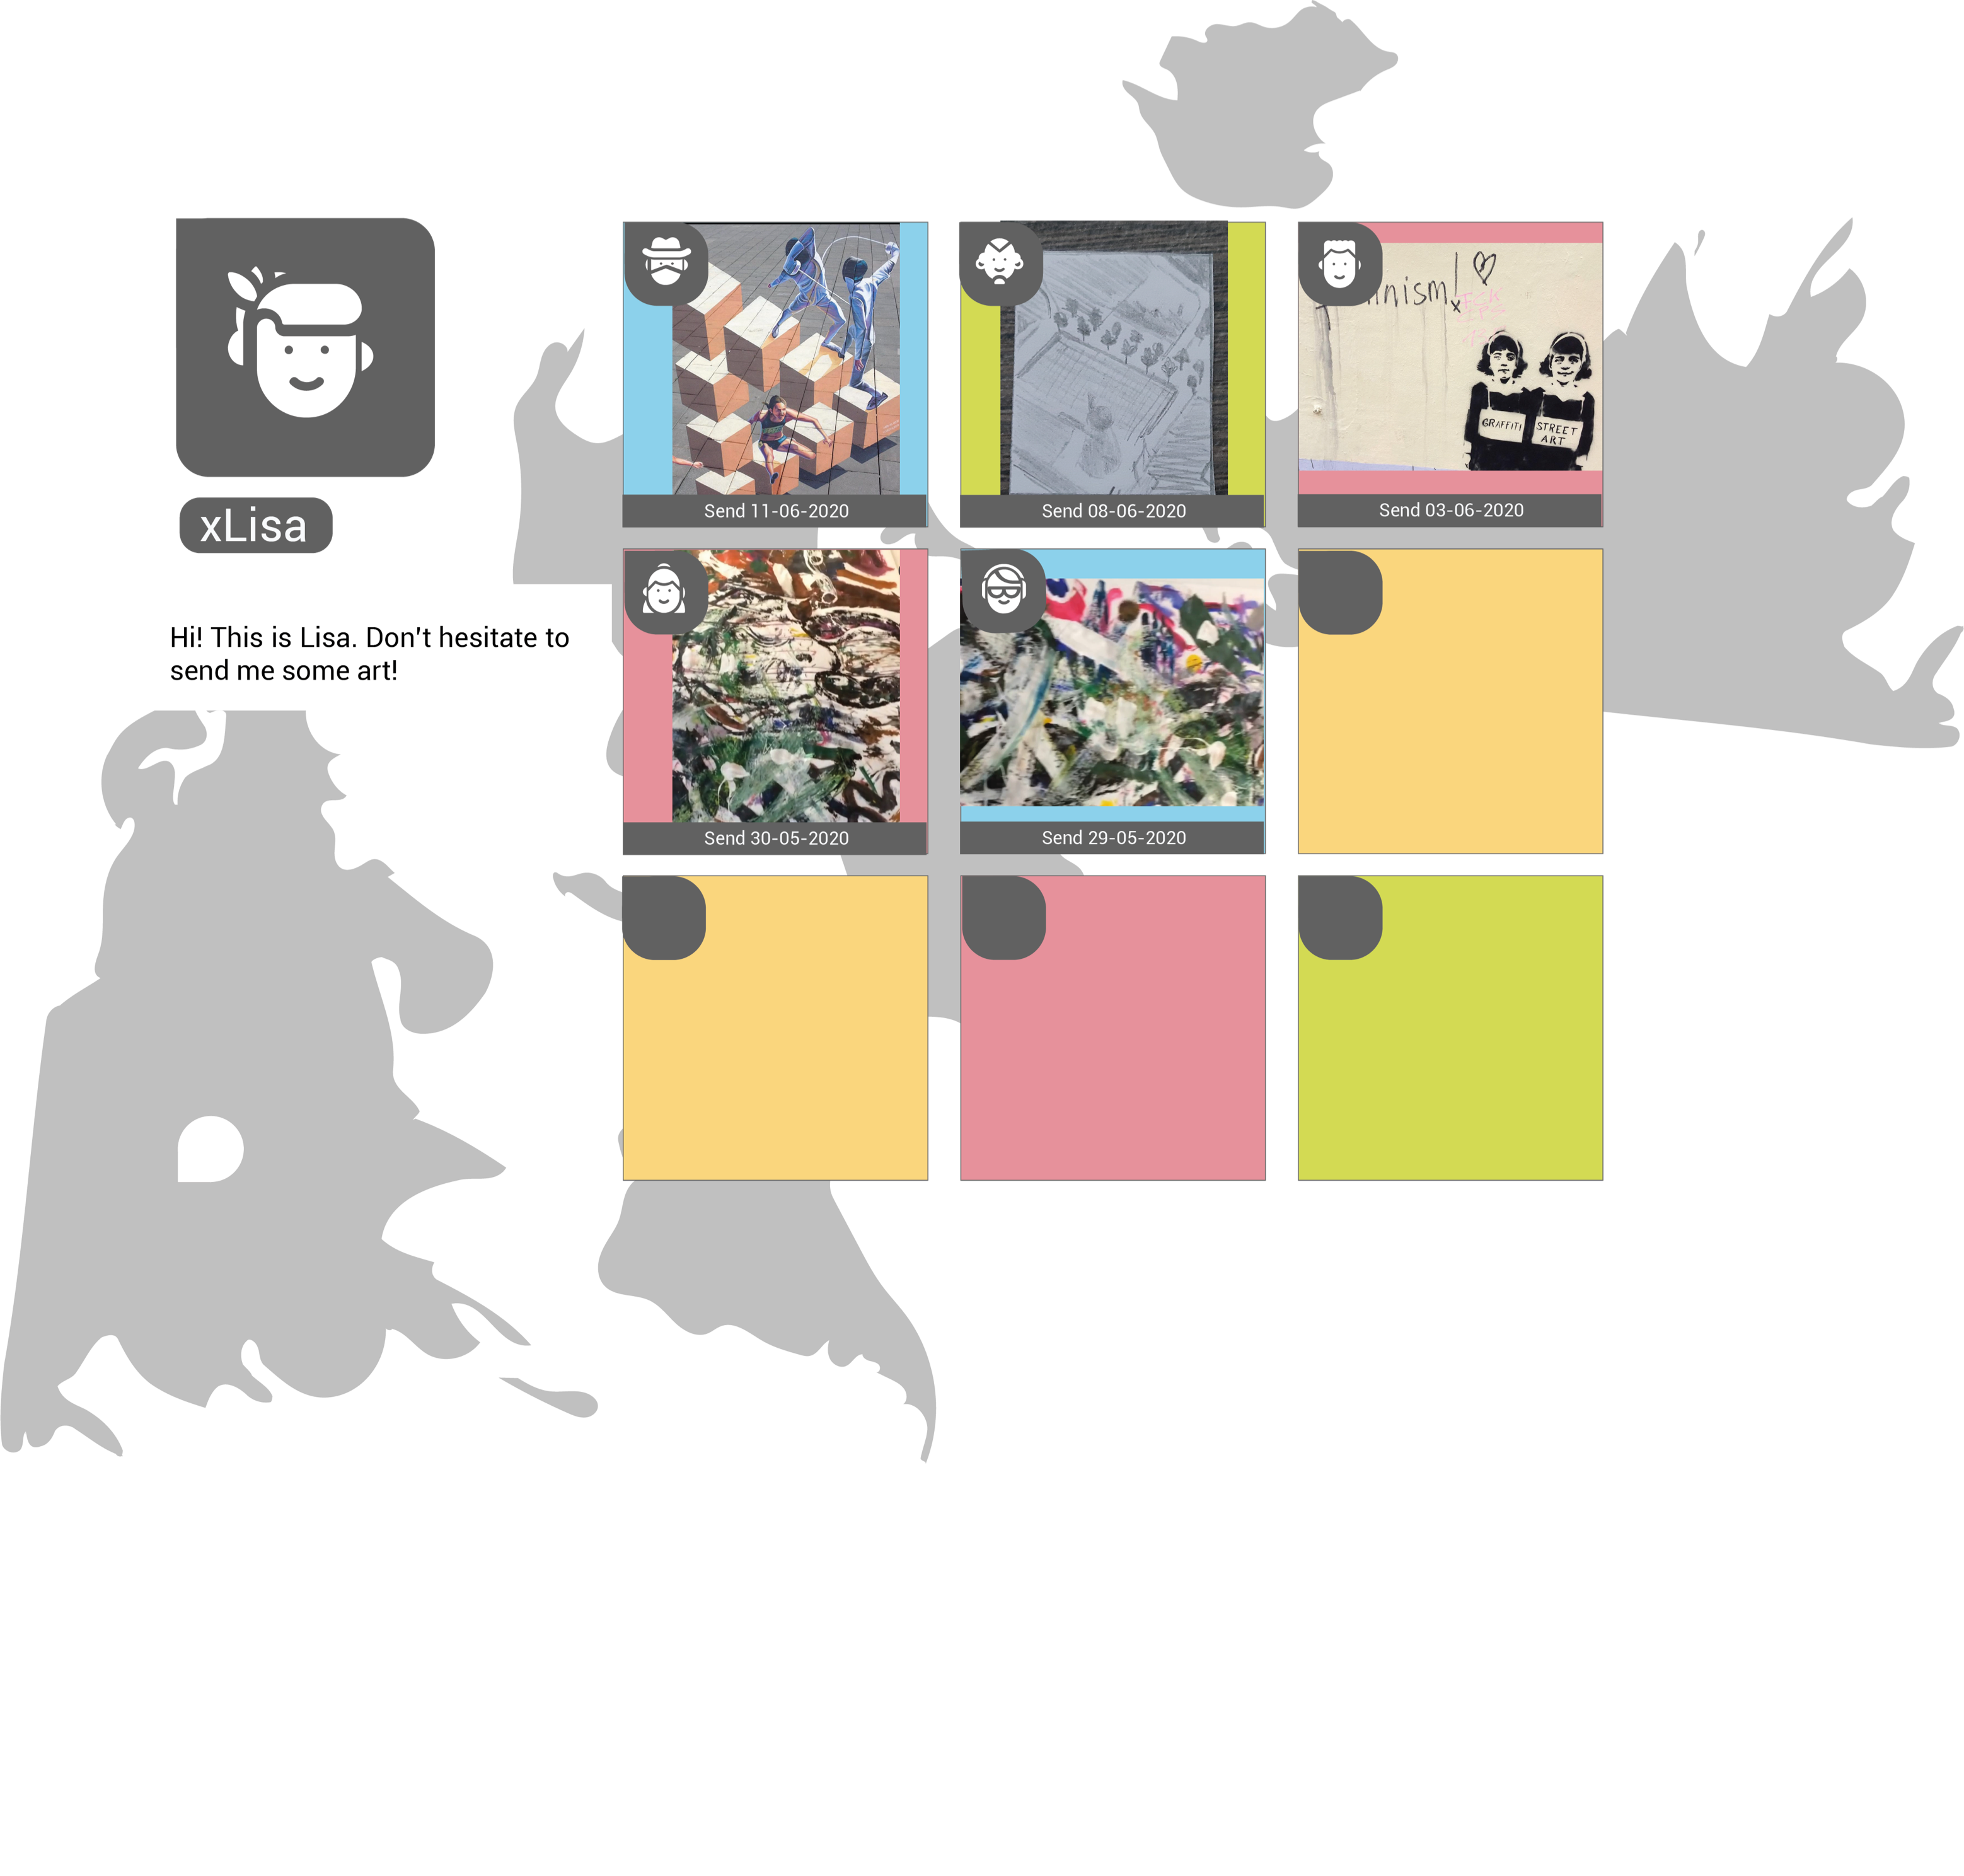 xLisa
Hi! This is Lisa. Don't hesitate to
send me some art!
Send 11-06-2020
Send 08-06-2020
nism! x
GRAFFITI
STREET
ART
Send 03-06-2020
Send 30-05-2020
Send 29-05-2020